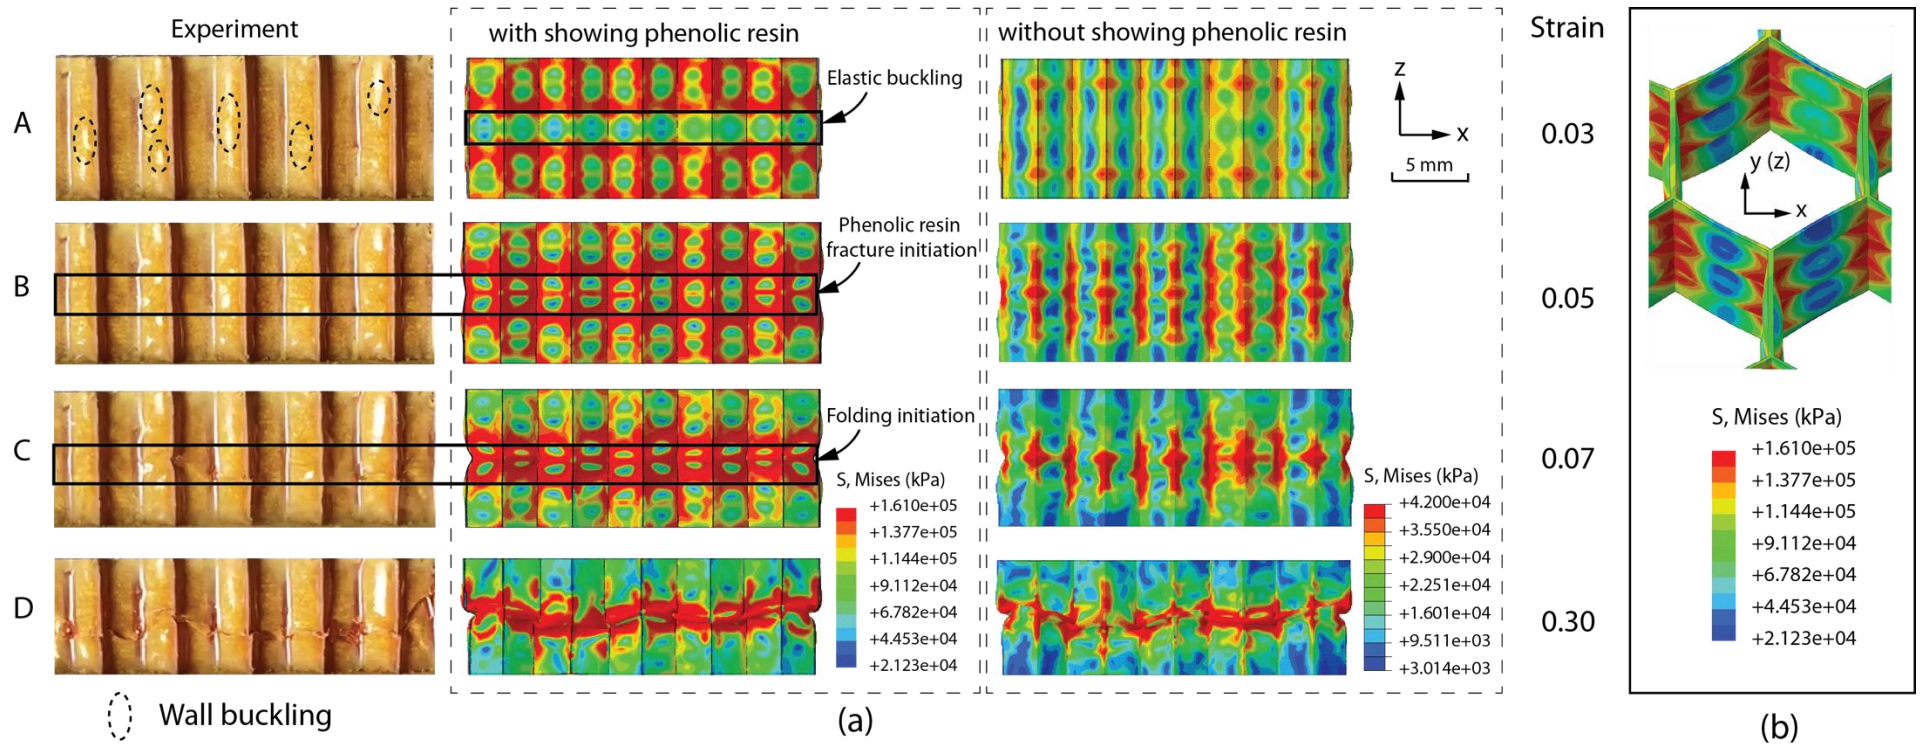 Experiment
with showing phenolic resin
without showing phenolic resin
Strain
A
Elastic buckling
z
x
5 mm
0.03
y (z)
x
B
Phenolic resin
fracture initiation
0.05
C
Folding initiation
0.07
S, Mises (kPa)
+1.610e+05
+1.377e+05
+1.144e+05
+9.112e+04
+6.782e+04
+4.453e+04
+2.123e+04
S, Mises (kPa)
+4.200e+04
+3.550e+04
+2.900e+04
+2.251e+04
+1.601e+04
+9.511e+03
+3.014e+03
S, Mises (kPa)
+1.610e+05
+1.377e+05
+1.144e+05
+9.112e+04
+6.782e+04
+4.453e+04
+2.123e+04
D
0.30
Wall buckling
(a)
(b)